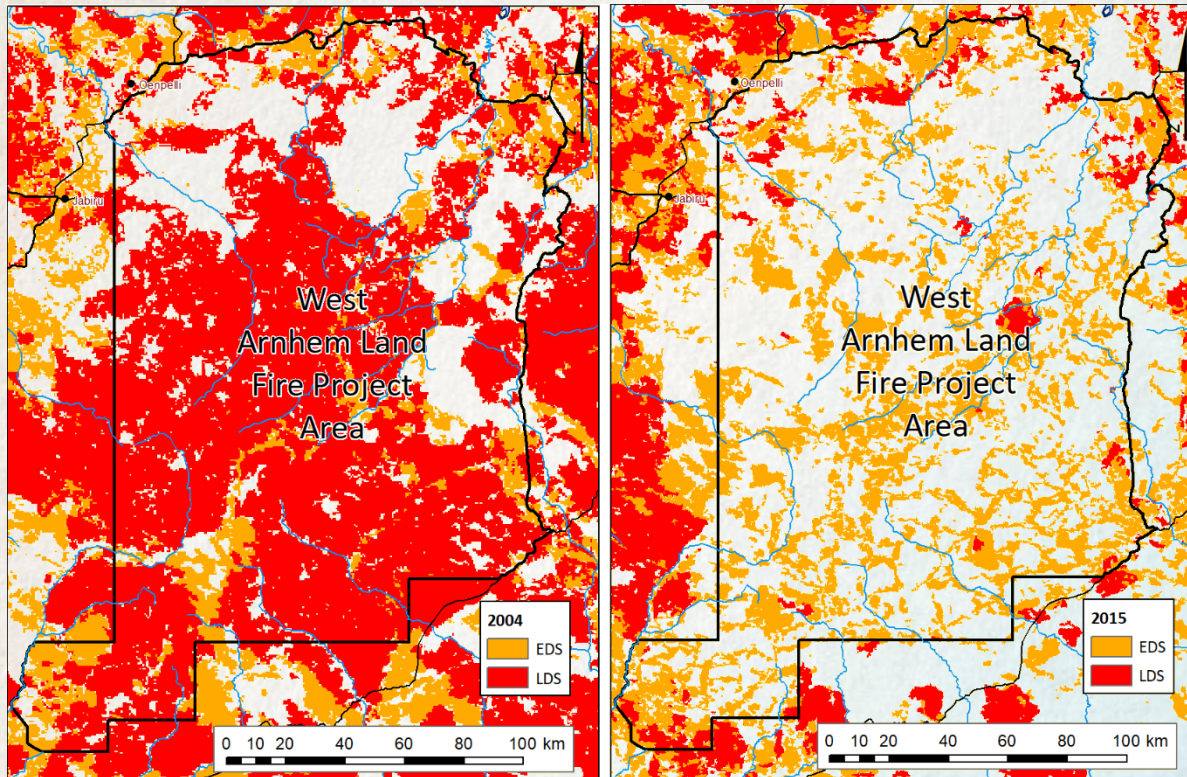 Oenpelli
Jabiru
West
Arnhem Land
Fire Project
Area
2004
EDS
LDS
0 10 20 40 60 80 100 km
Oenpelli
Jabiru
West
Arnhem Land
Fire Project
Area
2015
EDS
LDS
0 10 20 40 60 80 100 km